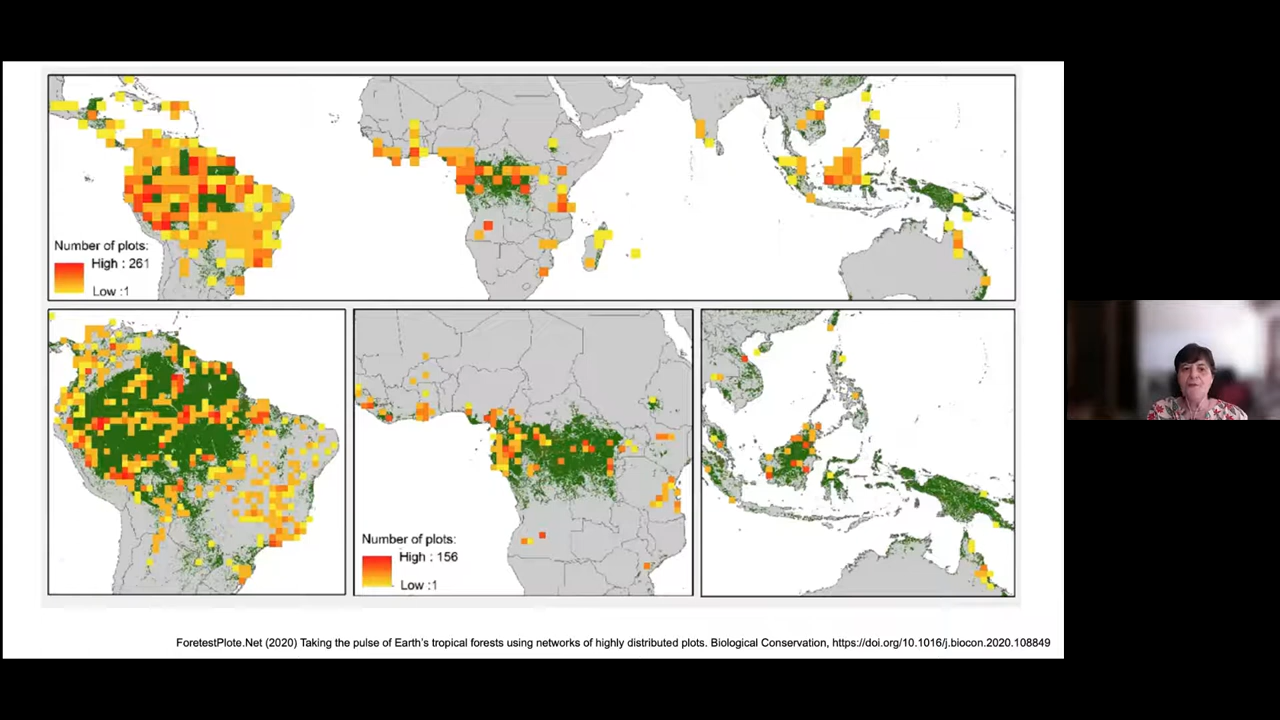 Number of plots:
High : 261
Low :1
Number of plots:
High : 156
Low :1
ForetestPlote.Net (2020) Taking the pulse of Earth's tropical forests using networks of highly distributed plots. Biological Conservation, https://doi.org/10.1016/j.biocon.2020.108849